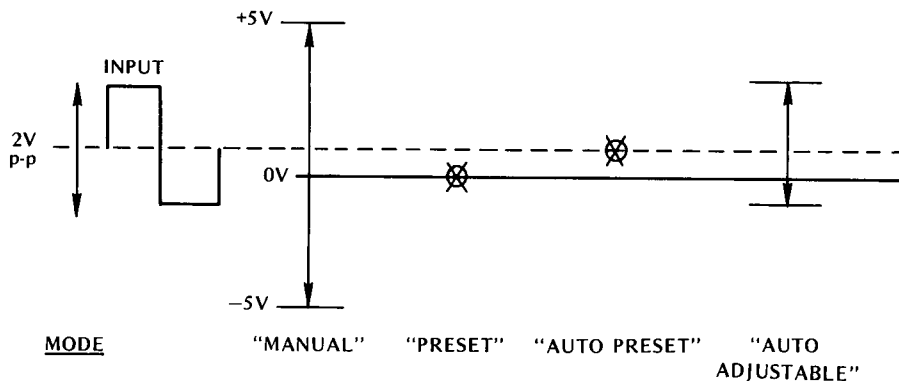 +5V
INPUT
2V
p-p
0V
−5V
MODE
"MANUAL"
"PRESET"
"AUTO PRESET"
"AUTO
ADJUSTABLE"